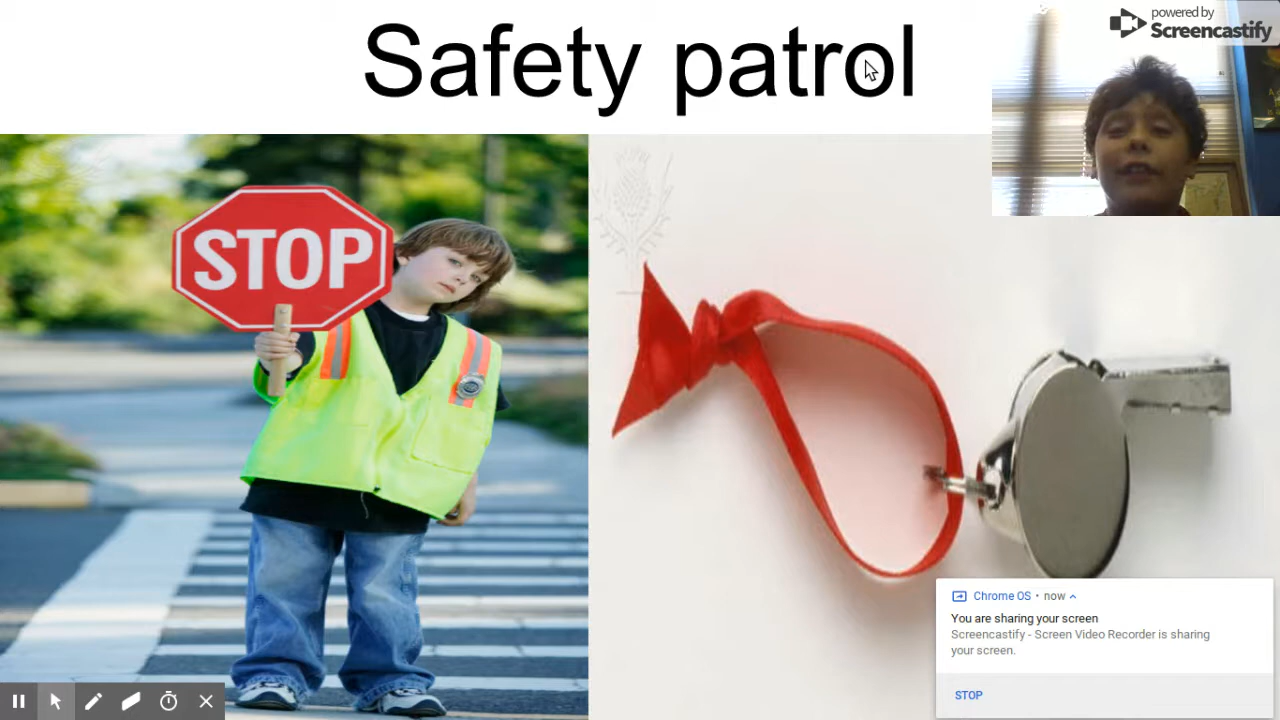 Safety patrol
powered by
Screencastify
STOP
Chrome OS • now
You are sharing your screen
Screencastify - Screen Video Recorder is sharing
your screen.
STOP